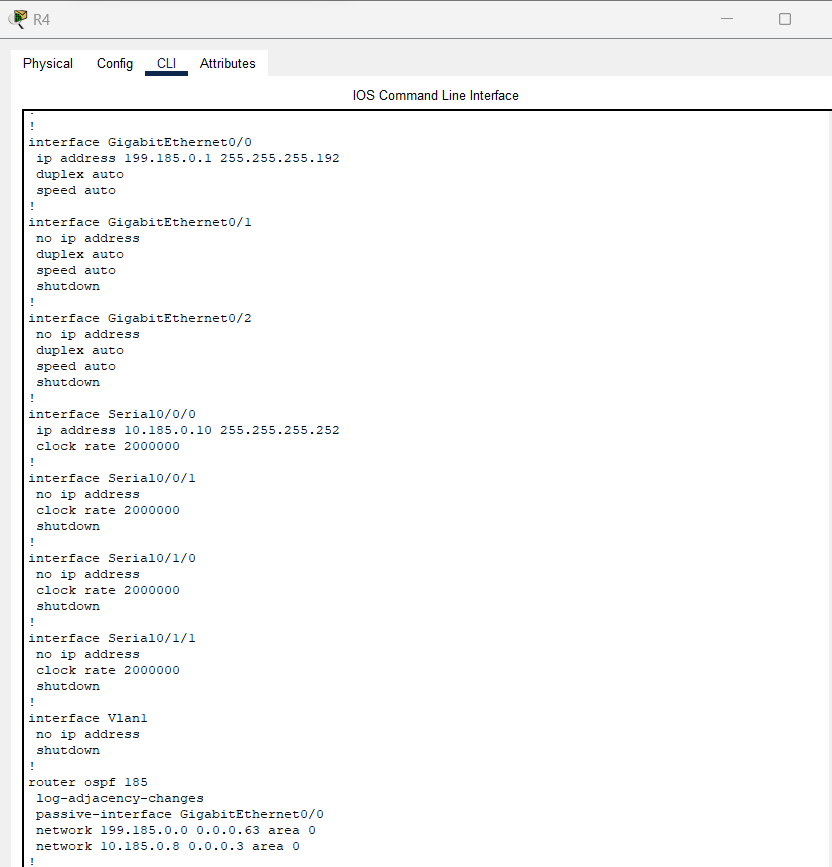 R4
Physical Config CLI Attributes
IOS Command Line Interface
!
interface GigabitEthernet0/0
ip address 199.185.0.1 255.255.255.192
duplex auto
speed auto
!
interface GigabitEthernet0/1
no ip address
duplex auto
speed auto
shutdown
!
interface GigabitEthernet0/2
no ip address
duplex auto
speed auto
shutdown
!
interface Serial0/0/0
ip address 10.185.0.10 255.255.255.252
clock rate 2000000
!
interface Serial0/0/1
no ip address
clock rate 2000000
shutdown
!
interface Serial0/1/0
no ip address
clock rate 2000000
shutdown
!
interface Serial0/1/1
no ip address
clock rate 2000000
shutdown
!
interface Vlan1
no ip address
shutdown
!
router ospf 185
log-adjacency-changes
passive-interface GigabitEthernet0/0
network 199.185.0.0 0.0.0.63 area 0
network 10.185.0.8 0.0.0.3 area 0
!